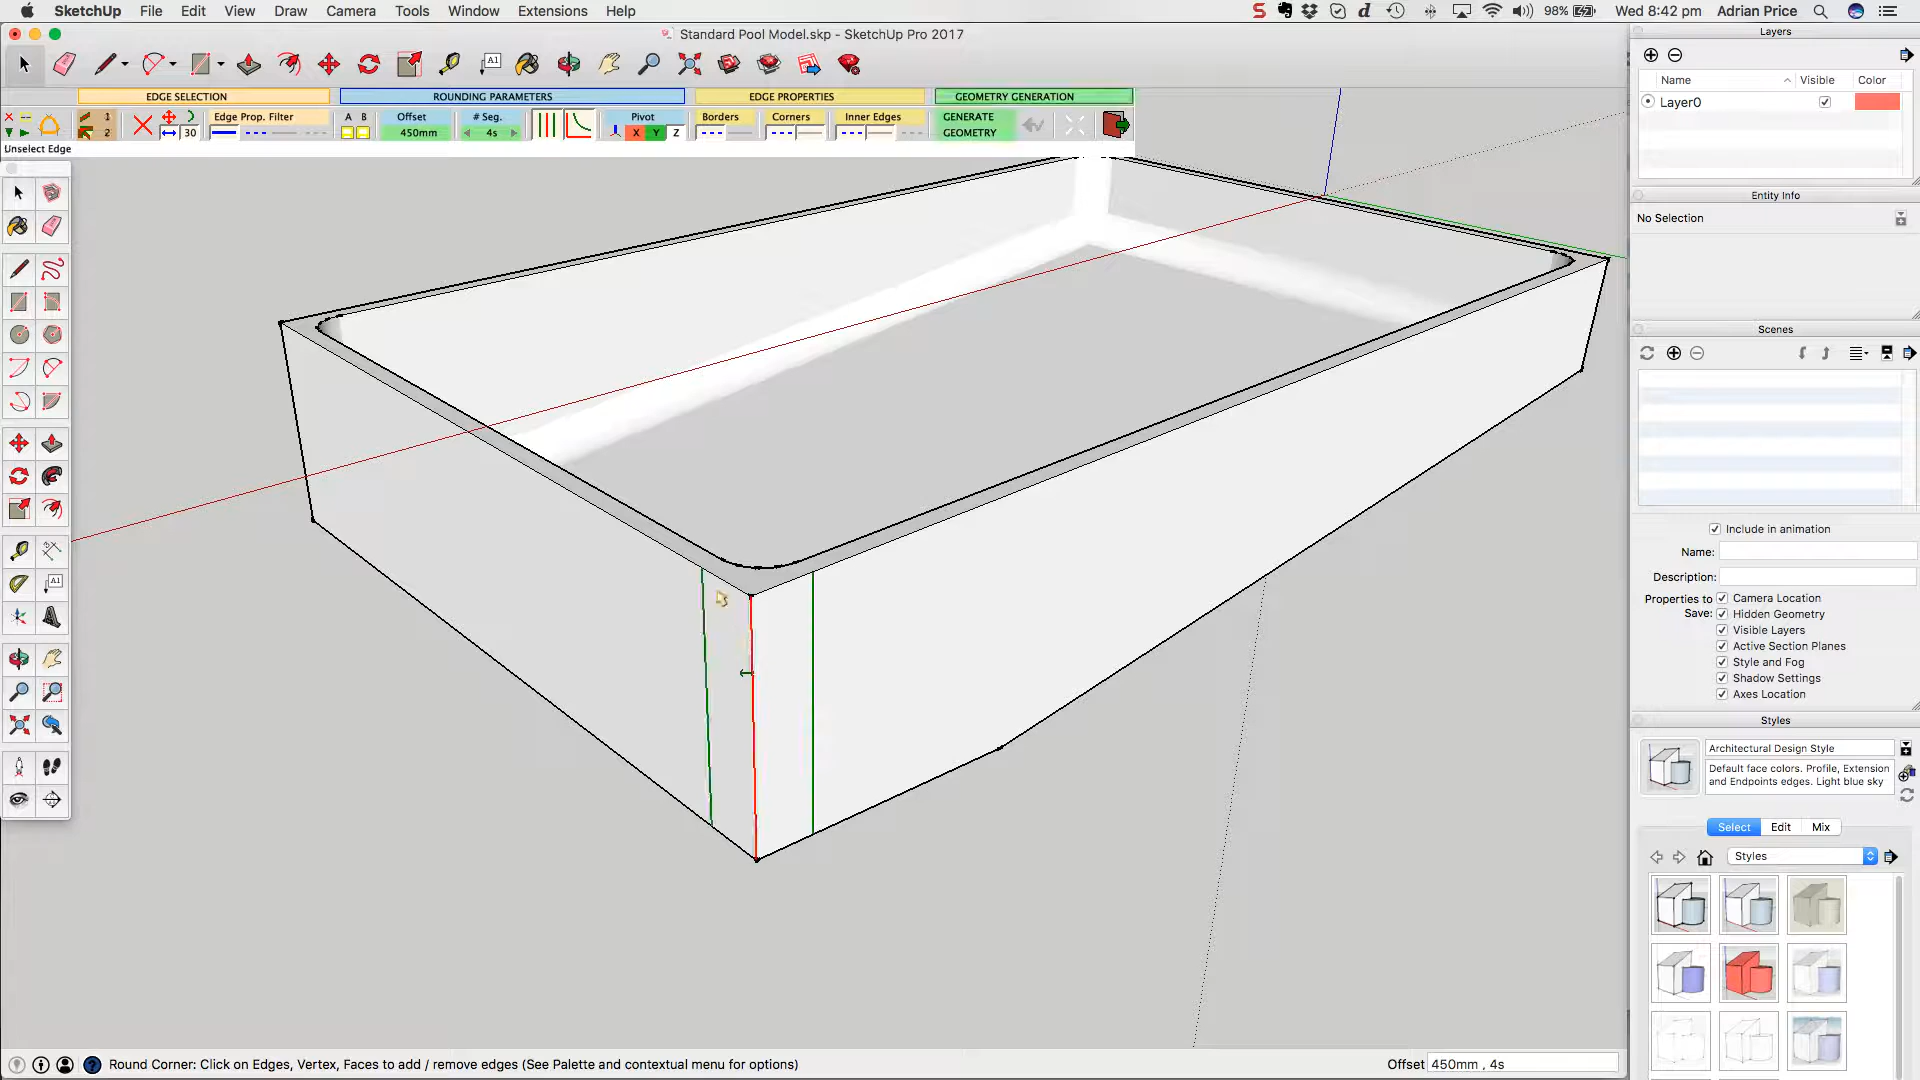 SketchUp File Edit View Draw Camera Tools Window Extensions Help 98% Wed 8:42 pm Adrian Price
Standard Pool Model.skp - SketchUp Pro 2017
EDGE SELECTION ROUNDING PARAMETERS EDGE PROPERTIES GEOMETRY GENERATION
1 Edge Prop. Filter A B Offset # Seg. Pivot Borders Corners Inner Edges GENERATE
2 30 450mm 4s X Y Z GEOMETRY
Unselect Edge
A1
A1
Layers
Name Visible Color
Layer0
Entity Info
No Selection
Scenes
Include in animation
Name:
Description:
Properties to Save: Camera Location
Hidden Geometry
Visible Layers
Active Section Planes
Style and Fog
Shadow Settings
Axes Location
Styles
Architectural Design Style
Default face colors. Profile, Extension
and Endpoints edges. Light blue sky
Select Edit Mix
Styles
Round Corner: Click on Edges, Vertex, Faces to add / remove edges (See Palette and contextual menu for options) Offset 450mm , 4s